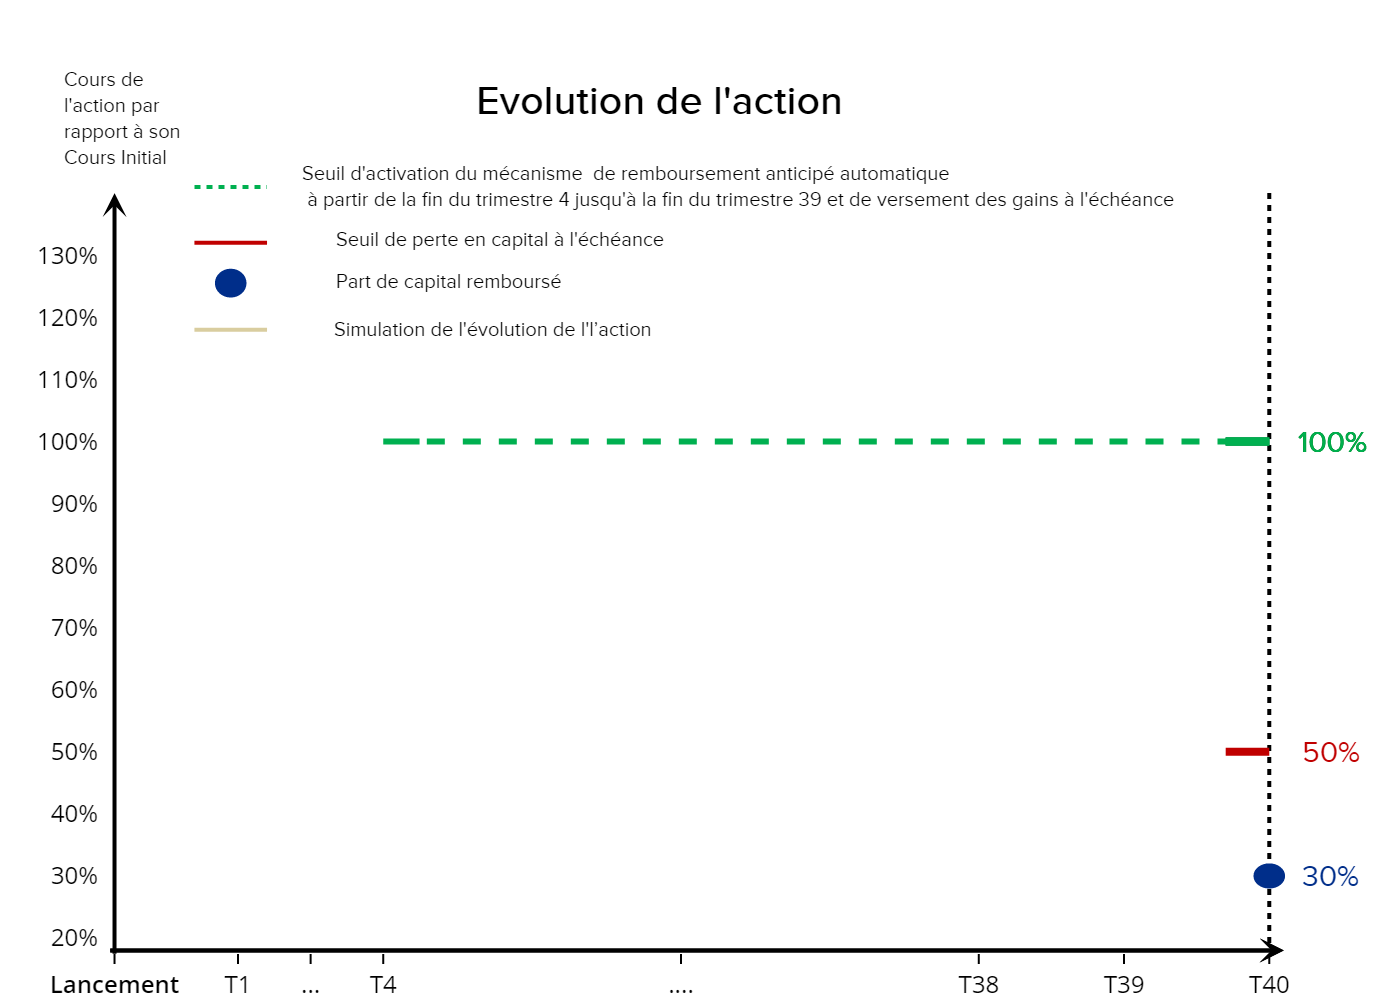 Cours de
l'action par
rapport à son
Cours Initial
Evolution de l'action
Seuil d'activation du mécanisme  de remboursement anticipé automatique
à partir de la fin du trimestre 4 jusqu'à la fin du trimestre 39 et de versement des gains à l'échéance
Seuil de perte en capital à l'échéance
Part de capital remboursé
Simulation de l'évolution de l'l’action
130%
120%
110%
100%
100%
90%
80%
70%
60%
50%
50%
40%
30%
30%
20%
Lancement T1 ... T4 .... T38 T39 T40